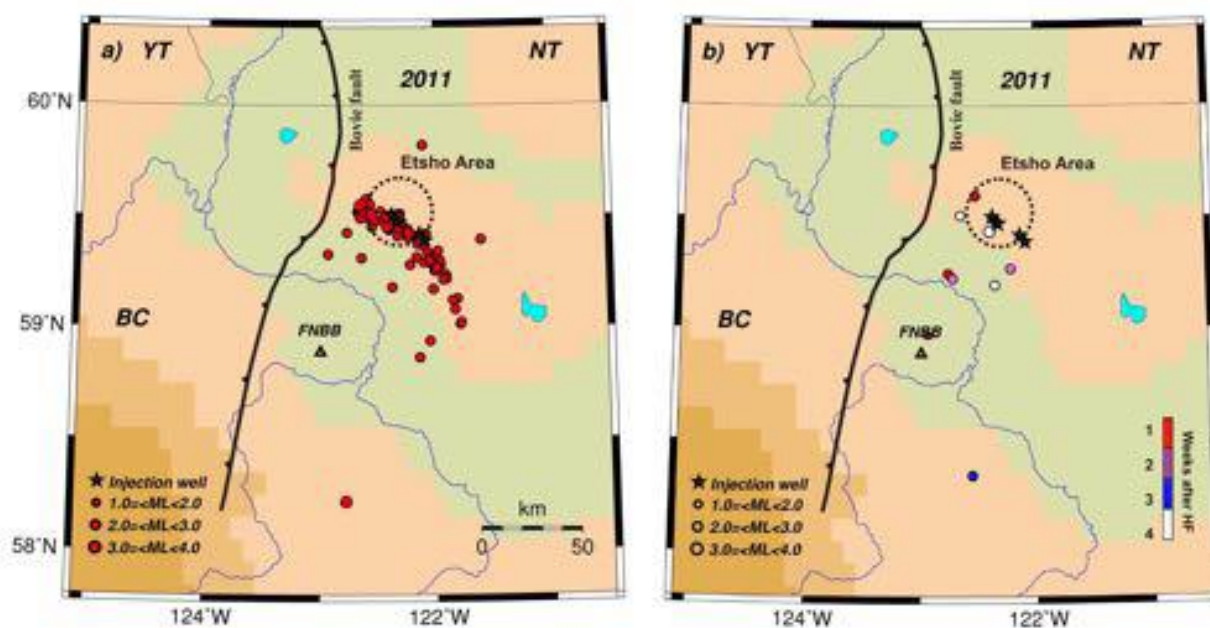 a) YT NT
2011
60°N
Bovie fault
Etsho Area
59°N
BC
FNBB
Injection well
1.0=<ML<2.0
2.0=<ML<3.0
3.0=<ML<4.0
km
0 50
58°N
124°W 122°W
b) YT NT
2011
60°N
Bovie fault
Etsho Area
59°N
BC
FNBB
1
2
3
4
Weeks after HF
Injection well
1.0=<ML<2.0
2.0=<ML<3.0
3.0=<ML<4.0
58°N
124°W 122°W